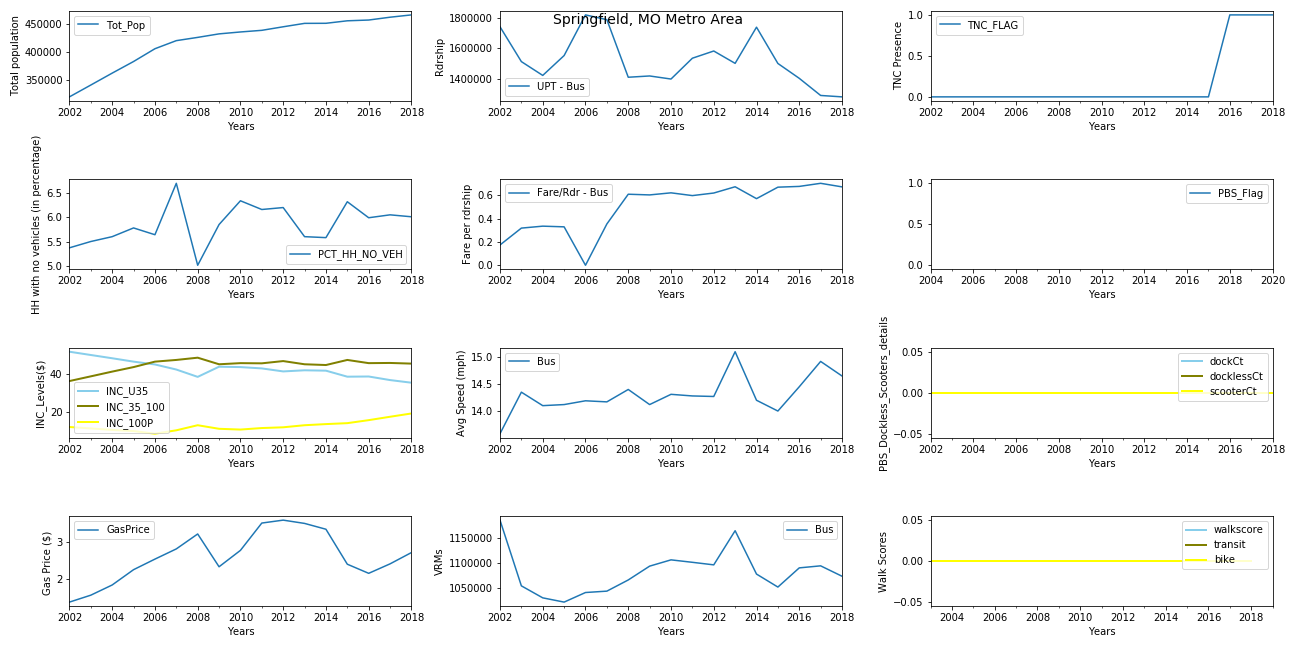 Springfield, MO Metro Area
Total population
450000
400000
350000
Tot_Pop
2002 2004 2006 2008 2010 2012 2014 2016 2018
Years
Rdrship
1800000
1600000
1400000
UPT - Bus
2002 2004 2006 2008 2010 2012 2014 2016 2018
Years
TNC Presence
1.0
0.5
0.0
TNC_FLAG
2002 2004 2006 2008 2010 2012 2014 2016 2018
Years
HH with no vehicles (in percentage)
6.5
6.0
5.5
5.0
PCT_HH_NO_VEH
2002 2004 2006 2008 2010 2012 2014 2016 2018
Years
Fare per rdrship
0.6
0.4
0.2
0.0
Fare/Rdr - Bus
2002 2004 2006 2008 2010 2012 2014 2016 2018
Years
1.0
0.5
0.0
PBS_Flag
2004 2006 2008 2010 2012 2014 2016 2018 2020
Years
INC_Levels($)
40
20
INC_U35
INC_35_100
INC_100P
2002 2004 2006 2008 2010 2012 2014 2016 2018
Years
Avg Speed (mph)
15.0
14.5
14.0
Bus
2002 2004 2006 2008 2010 2012 2014 2016 2018
Years
PBS_Dockless_Scooters_details
0.05
0.00
−0.05
dockCt
docklessCt
scooterCt
2002 2004 2006 2008 2010 2012 2014 2016 2018
Years
Gas Price ($)
3
2
GasPrice
2002 2004 2006 2008 2010 2012 2014 2016 2018
Years
VRMs
1150000
1100000
1050000
Bus
2002 2004 2006 2008 2010 2012 2014 2016 2018
Years
Walk Scores
0.05
0.00
−0.05
walkscore
transit
bike
2004 2006 2008 2010 2012 2014 2016 2018
Years